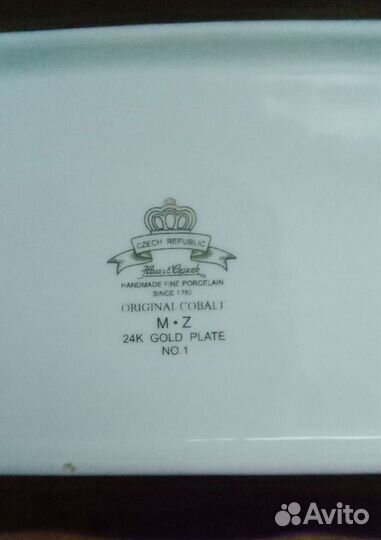 CZECH REPUBLIC
HANDMADE FINE PORCELAIN
SINCE 1792
ORIGINAL COBALT
M·Z
24K GOLD PLATE
NO.1
Avito